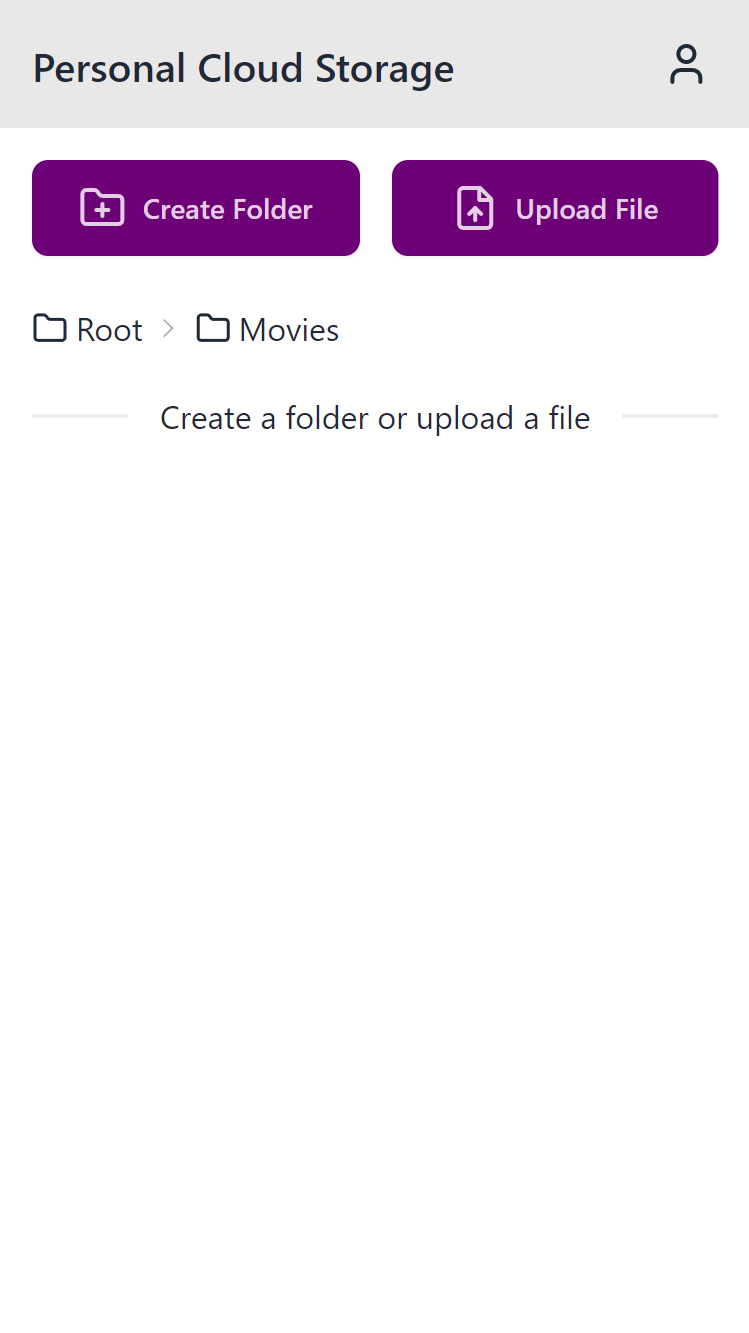 Personal Cloud Storage
Create Folder
Upload File
Root
Movies
Create a folder or upload a file